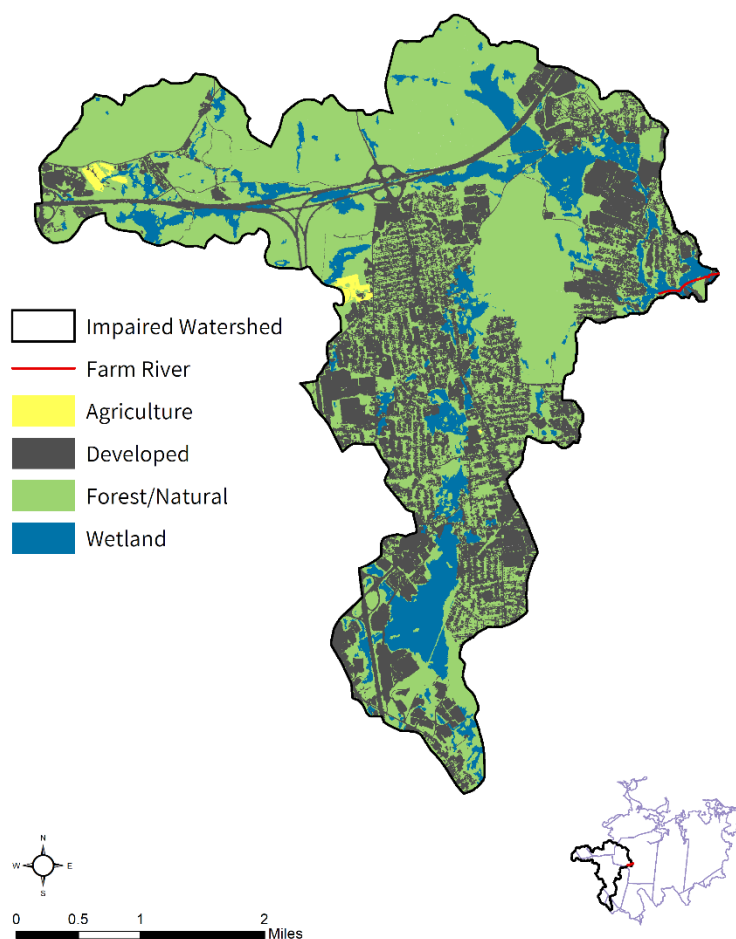 Impaired Watershed
Farm River
Agriculture
Developed
Forest/Natural
Wetland
N
W E
S
0 0.5 1 2
Miles